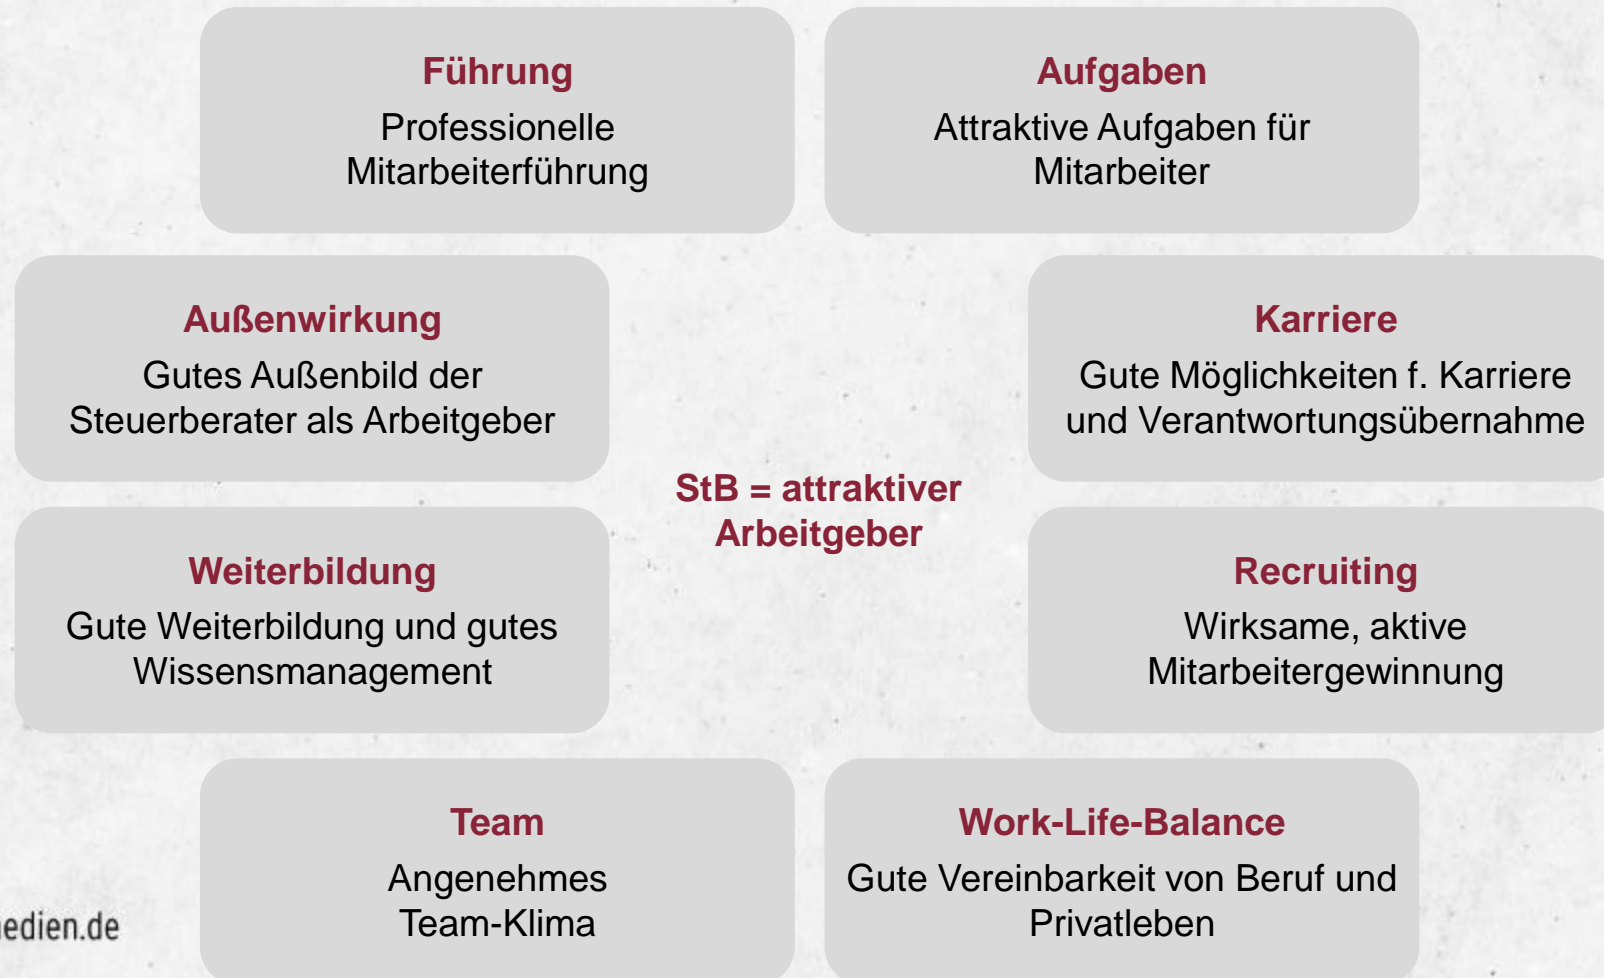 Führung
Professionelle
Mitarbeiterführung
Aufgaben
Attraktive Aufgaben für
Mitarbeiter
Außenwirkung
Gutes Außenbild der
Steuerberater als Arbeitgeber
Karriere
Gute Möglichkeiten f. Karriere
und Verantwortungsübernahme
StB = attraktiver
Arbeitgeber
Weiterbildung
Gute Weiterbildung und gutes
Wissensmanagement
Recruiting
Wirksame, aktive
Mitarbeitergewinnung
Team
Angenehmes
Team-Klima
Work-Life-Balance
Gute Vereinbarkeit von Beruf und
Privatleben